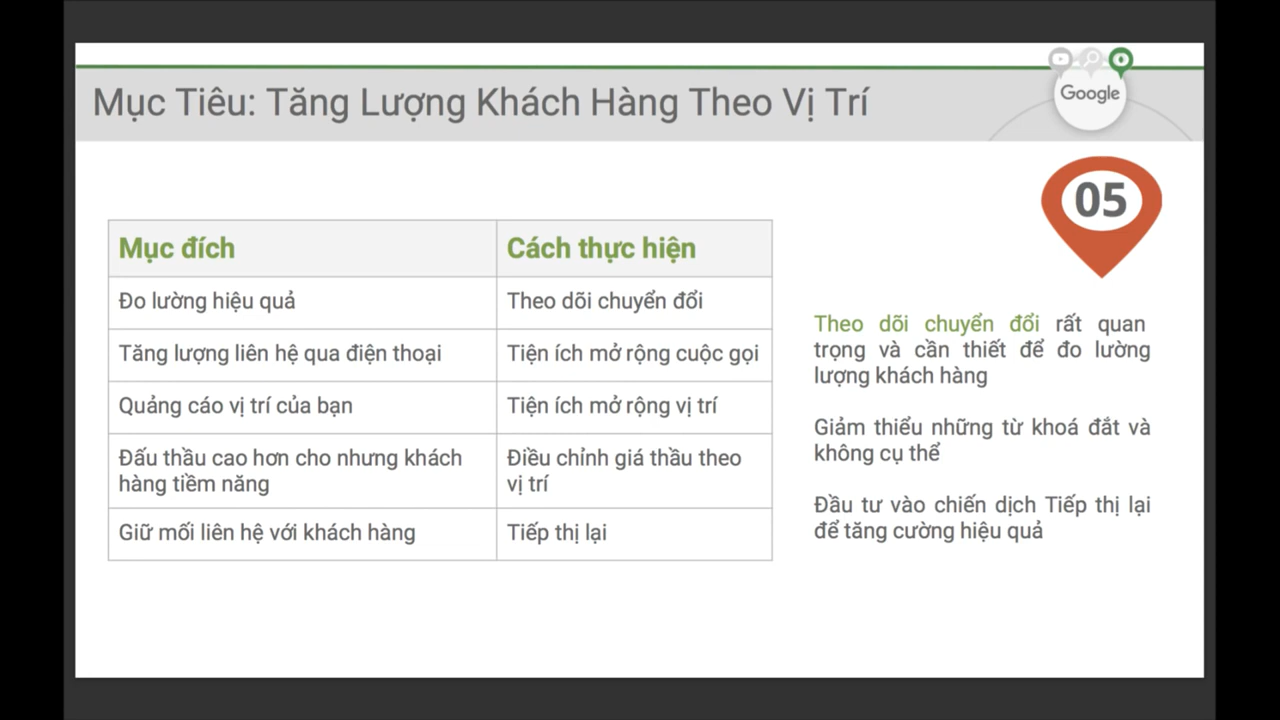 Mục Tiêu: Tăng Lượng Khách Hàng Theo Vị Trí
Google
05
Mục đích
Cách thực hiện
Đo lường hiệu quả
Theo dõi chuyển đổi
Tăng lượng liên hệ qua điện thoại
Tiện ích mở rộng cuộc gọi
Quảng cáo vị trí của bạn
Tiện ích mở rộng vị trí
Đấu thầu cao hơn cho nhưng khách
hàng tiềm năng
Điều chỉnh giá thầu theo
vị trí
Giữ mối liên hệ với khách hàng
Tiếp thị lại
Theo dõi chuyển đổi rất quan
trọng và cần thiết để đo lường
lượng khách hàng
Giảm thiểu những từ khoá đắt và
không cụ thể
Đầu tư vào chiến dịch Tiếp thị lại
để tăng cường hiệu quả